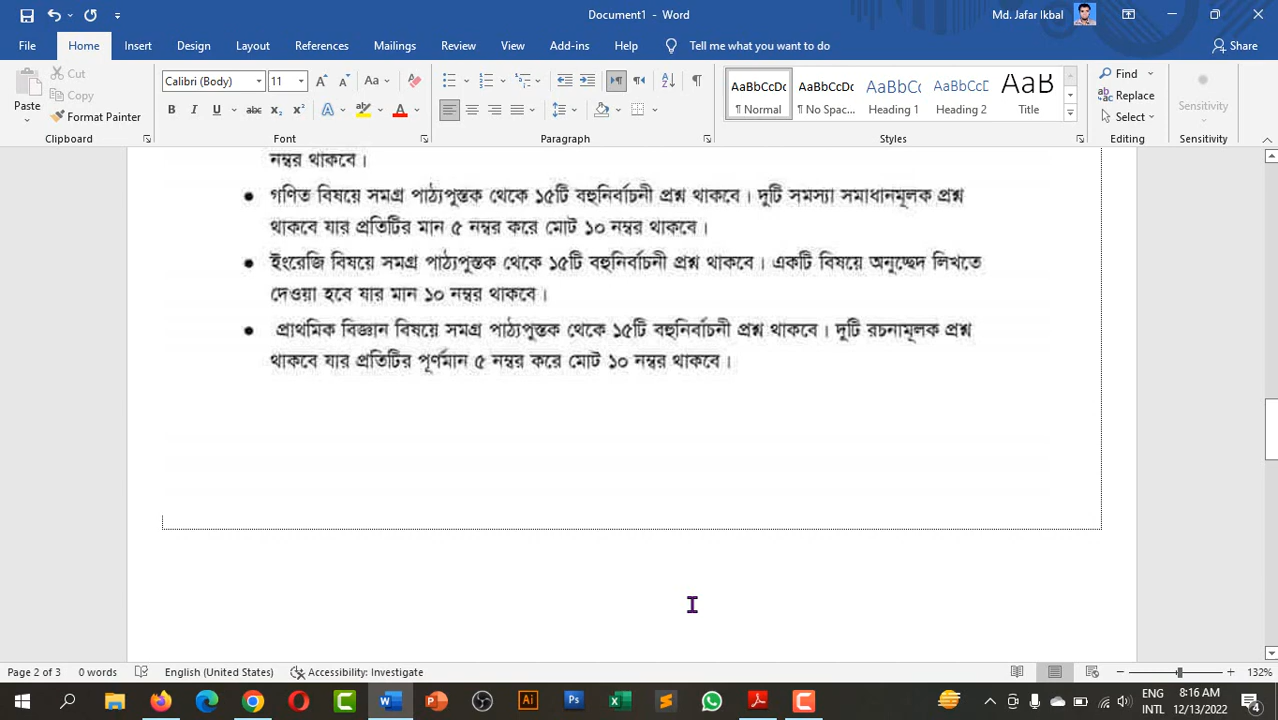 Document1 - Word
Md. Jafar Ikbal
File Home Insert Design Layout References Mailings Review View Add-ins Help Tell me what you want to do Share
Paste
Cut
Copy
Format Painter
Clipboard
Calibri (Body) 11
Font
Paragraph
AaBbCcDc AaBbCcDc AaBbC AaBbCcD AaB
¶ Normal ¶ No Spac... Heading 1 Heading 2 Title
Styles
Find
Replace
Select
Editing
Sensitivity
Sensitivity
নম্বর থাকবে।
● গণিত বিষয়ে সমগ্র পাঠ্যপুস্তক থেকে ১৫টি বহুনির্বাচনী প্রশ্ন থাকবে। দুটি সমস্যা সমাধানমূলক প্রশ্ন
থাকবে যার প্রতিটির মান ৫ নম্বর করে মোট ১০ নম্বর থাকবে।
● ইংরেজি বিষয়ে সমগ্র পাঠ্যপুস্তক থেকে ১৫টি বহুনির্বাচনী প্রশ্ন থাকবে। একটি বিষয়ে অনুচ্ছেদ লিখতে
দেওয়া হবে যার মান ১০ নম্বর থাকবে।
● প্রাথমিক বিজ্ঞান বিষয়ে সমগ্র পাঠ্যপুস্তক থেকে ১৫টি বহুনির্বাচনী প্রশ্ন থাকবে। দুটি রচনামূলক প্রশ্ন
থাকবে যার প্রতিটির পূর্ণমান ৫ নম্বর করে মোট ১০ নম্বর থাকবে।
Page 2 of 3 0 words English (United States) Accessibility: Investigate 132%
ENG 8:16 AM
INTL 12/13/2022